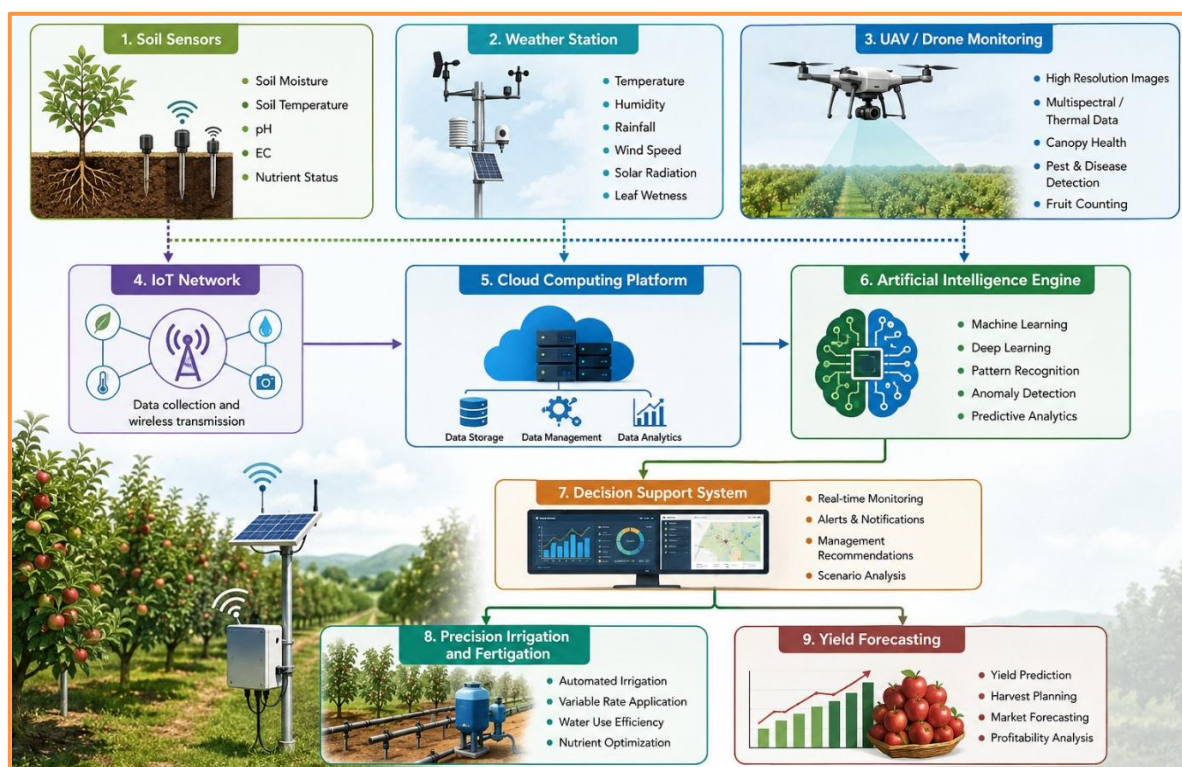 1. Soil Sensors
Soil Moisture
Soil Temperature
pH
EC
Nutrient Status
2. Weather Station
Temperature
Humidity
Rainfall
Wind Speed
Solar Radiation
Leaf Wetness
3. UAV / Drone Monitoring
High Resolution Images
Multispectral /
Thermal Data
Canopy Health
Pest & Disease
Detection
Fruit Counting
4. IoT Network
Data collection and
wireless transmission
5. Cloud Computing Platform
Data Storage
Data Management
Data Analytics
6. Artificial Intelligence Engine
Machine Learning
Deep Learning
Pattern Recognition
Anomaly Detection
Predictive Analytics
7. Decision Support System
Real-time Monitoring
Alerts & Notifications
Management
Recommendations
Scenario Analysis
8. Precision Irrigation
and Fertigation
Automated Irrigation
Variable Rate Application
Water Use Efficiency
Nutrient Optimization
9. Yield Forecasting
Yield Prediction
Harvest Planning
Market Forecasting
Profitability Analysis